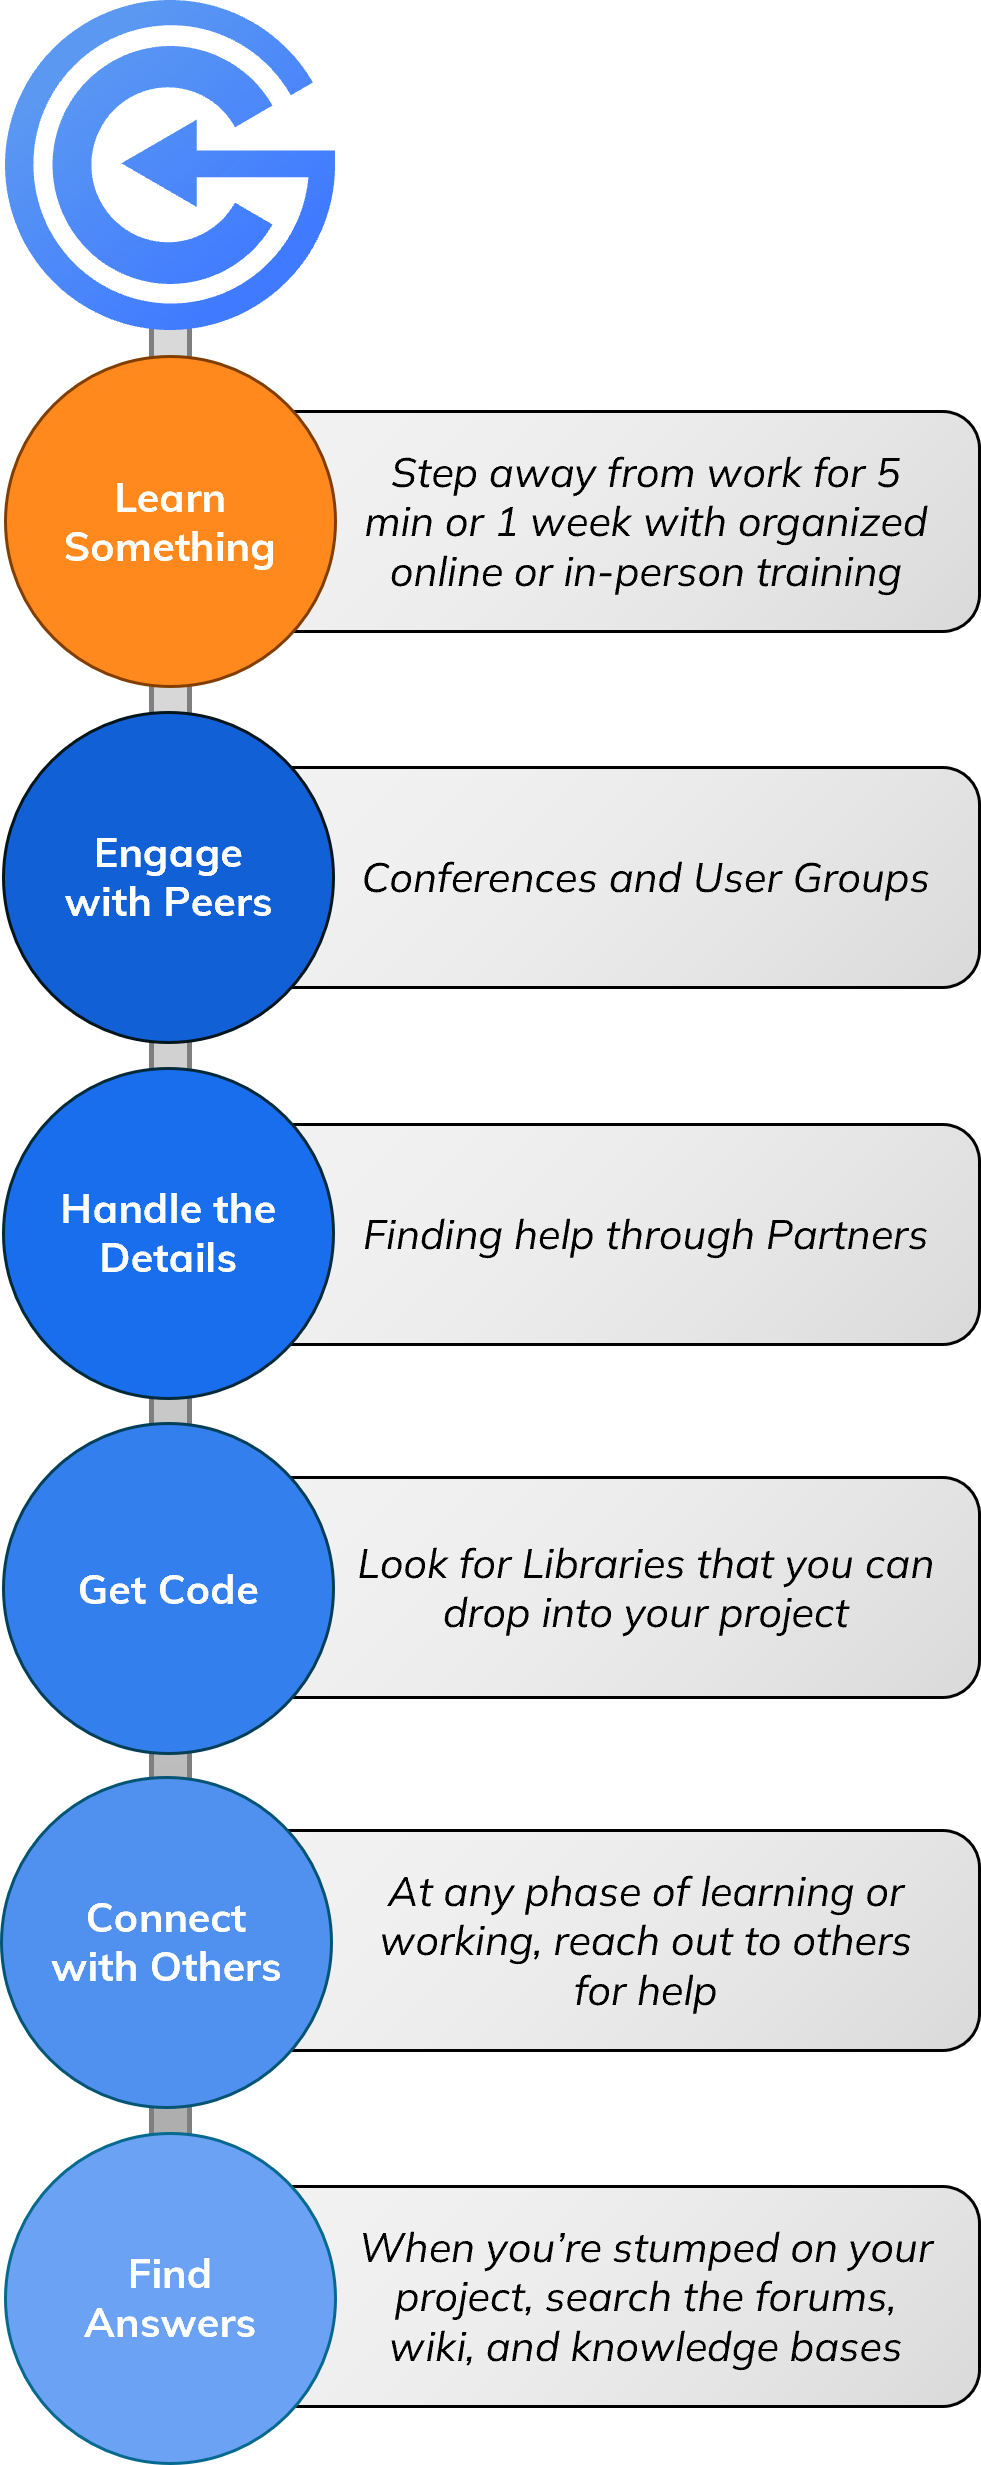 Learn
Something
Step away from work for 5
min or 1 week with organized
online or in-person training
Engage
with Peers
Conferences and User Groups
Handle the
Details
Finding help through Partners
Get Code
Look for Libraries that you can
drop into your project
Connect
with Others
At any phase of learning or
working, reach out to others
for help
Find
Answers
When you’re stumped on your
project, search the forums,
wiki, and knowledge bases